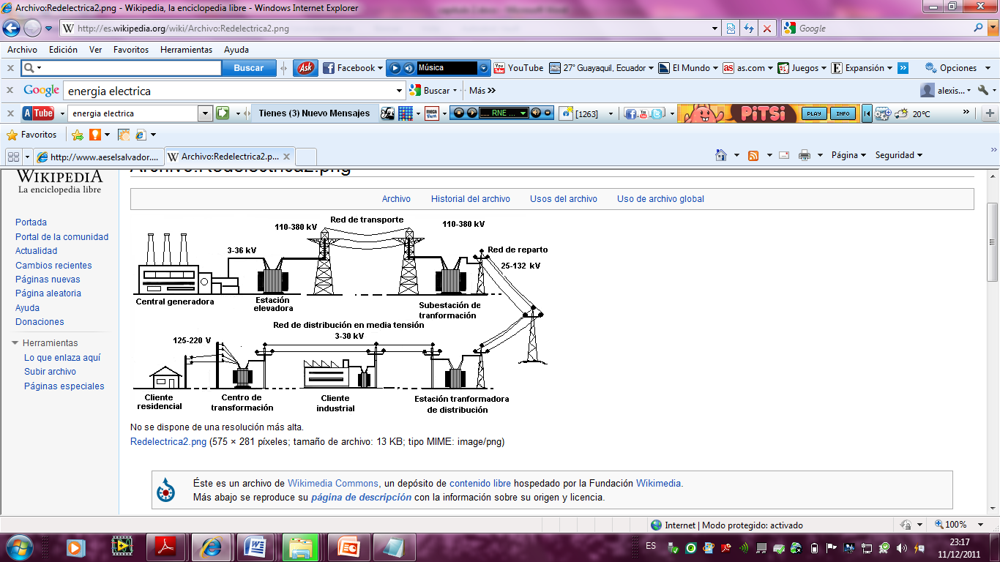 Archivo:Redelectrica2.png - Wikipedia, la enciclopedia libre - Windows Internet Explorer
http://es.wikipedia.org/wiki/Archivo:Redelectrica2.png
Google
Archivo Edición Ver Favoritos Herramientas Ayuda
Buscar Ask Facebook Música YouTube 27° Guayaquil, Ecuador El Mundo as.com Juegos Expansión Opciones
Google energia electrica Buscar Más alexis...
A Tube energia electrica Tienes (3) Nuevo Mensajes RNE ... [1263] PiTSi PLAY INFO 20°C
Favoritos
http://www.aeselsalvador.... Archivo:Redelectrica2.p... Página Seguridad
WIKIPEDIA
La enciclopedia libre
Archivo:Redelectrica2.png
Archivo Historial del archivo Usos del archivo Uso de archivo global
Portada
Portal de la comunidad
Actualidad
Cambios recientes
Páginas nuevas
Página aleatoria
Ayuda
Donaciones
Herramientas
Lo que enlaza aquí
Subir archivo
Páginas especiales
Red de transporte
110-380 kV
110-380 kV
3-36 kV
Red de reparto
25-132 kV
Central generadora
Estación
elevadora
Subestación de
tranformación
Red de distribución en media tensión
3-30 kV
125-220 V
Cliente
residencial
Centro de
transformación
Cliente
industrial
Estación tranformadora
de distribución
No se dispone de una resolución más alta.
Redelectrica2.png (575 × 281 píxeles; tamaño de archivo: 13 KB; tipo MIME: image/png)
Éste es un archivo de Wikimedia Commons, un depósito de contenido libre hospedado por la Fundación Wikimedia.
Más abajo se reproduce su página de descripción con la información sobre su origen y licencia.
Internet | Modo protegido: activado
100%
ES
23:17
11/12/2011